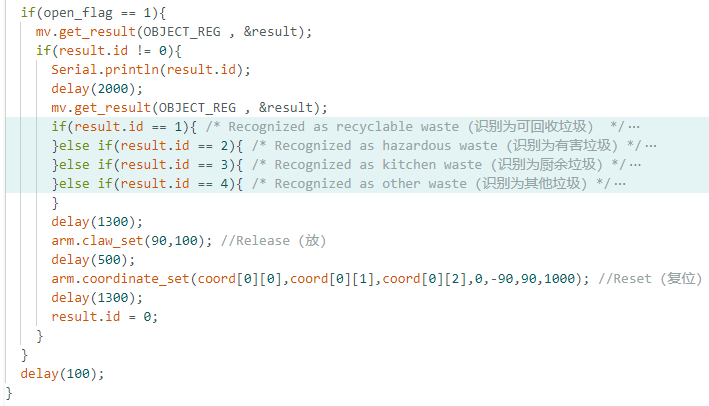 if(open_flag == 1){
mv.get_result(OBJECT_REG , &result);
if(result.id != 0){
Serial.println(result.id);
delay(2000);
mv.get_result(OBJECT_REG , &result);
if(result.id == 1){ /* Recognized as recyclable waste (识别为可回收垃圾)  */⋯
}else if(result.id == 2){ /* Recognized as hazardous waste (识别为有害垃圾) */⋯
}else if(result.id == 3){ /* Recognized as kitchen waste (识别为厨余垃圾) */⋯
}else if(result.id == 4){ /* Recognized as other waste (识别为其他垃圾) */⋯
}
delay(1300);
arm.claw_set(90,100); //Release (放)
delay(500);
arm.coordinate_set(coord[0][0],coord[0][1],coord[0][2],0,-90,90,1000); //Reset (复位)
delay(1300);
result.id = 0;
}
}
delay(100);
}